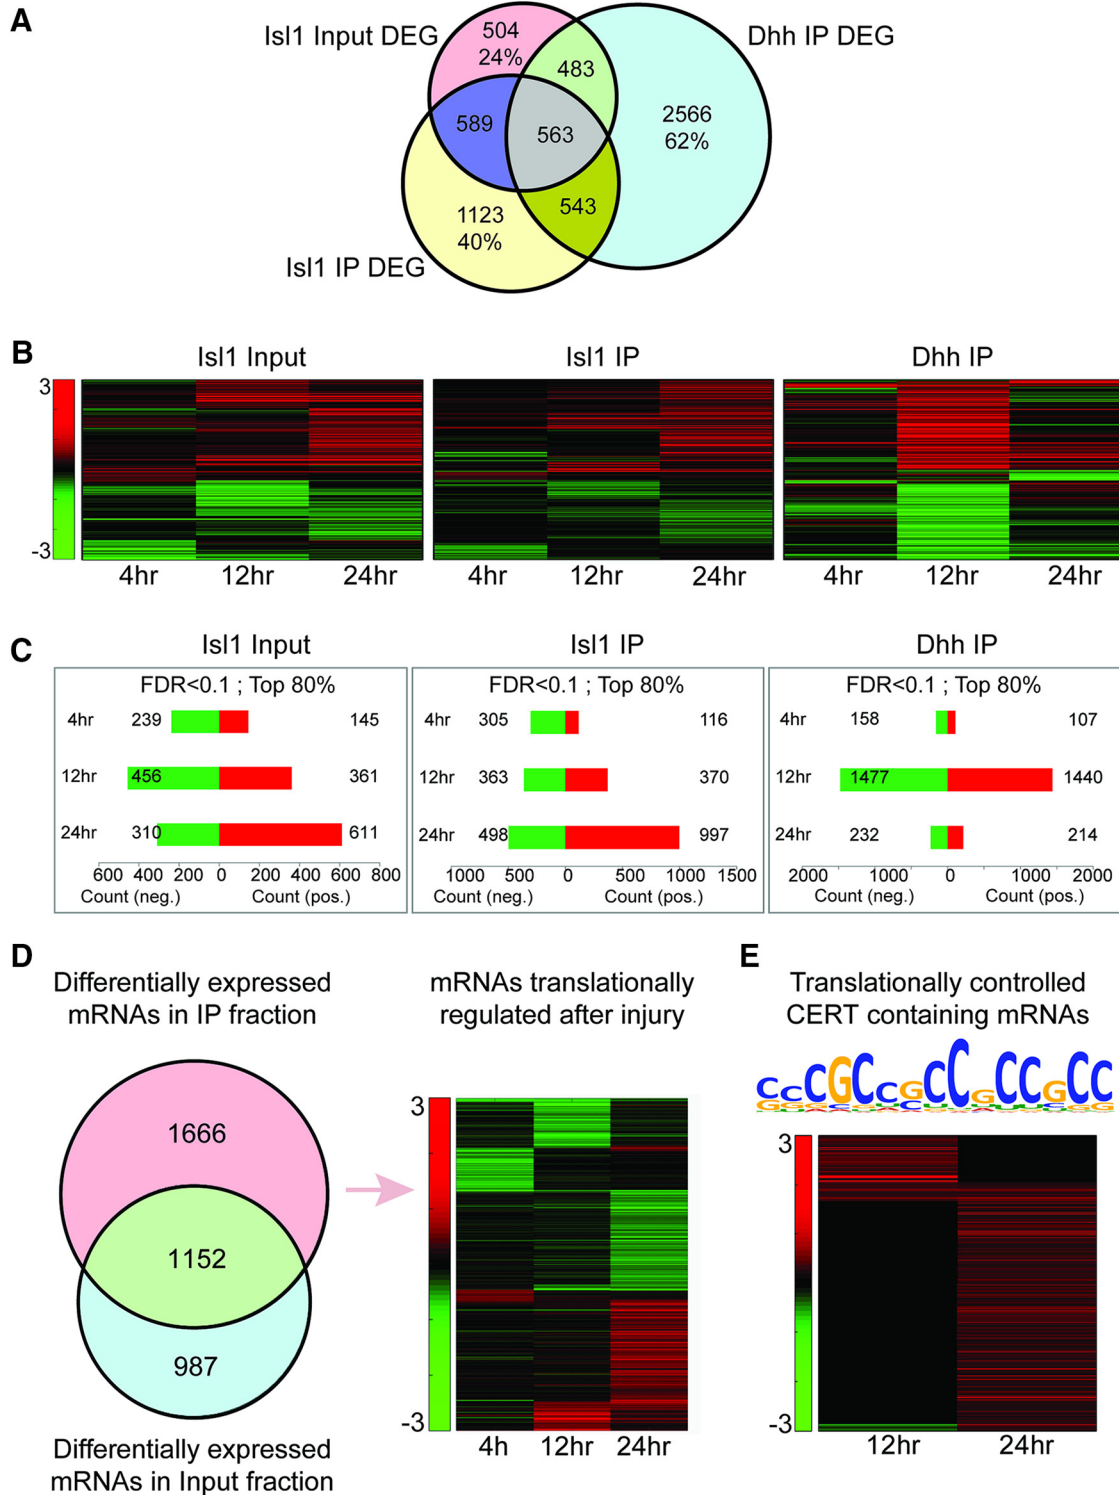 A
Isl1 Input DEG
504
24%
483
Dhh IP DEG
589
563
2566
62%
1123
40%
543
Isl1 IP DEG
B
Isl1 Input
Isl1 IP
Dhh IP
3
-3
4hr 12hr 24hr
4hr 12hr 24hr
4hr 12hr 24hr
C
Isl1 Input
FDR<0.1 ; Top 80%
4hr 239 145
12hr 456 361
24hr 310 611
600 400 200 0 200 400 600 800
Count (neg.) Count (pos.)
Isl1 IP
FDR<0.1 ; Top 80%
4hr 305 116
12hr 363 370
24hr 498 997
1000 500 0 500 1000 1500
Count (neg.) Count (pos.)
Dhh IP
FDR<0.1 ; Top 80%
4hr 158 107
12hr 1477 1440
24hr 232 214
2000 1000 0 1000 2000
Count (neg.) Count (pos.)
D
Differentially expressed
mRNAs in IP fraction
1666
1152
987
Differentially expressed
mRNAs in Input fraction
mRNAs translationally
regulated after injury
3
-3
4h 12hr 24hr
E
Translationally controlled
CERT containing mRNAs
CCCGCCGCCGCCGCC
3
-3
12hr 24hr